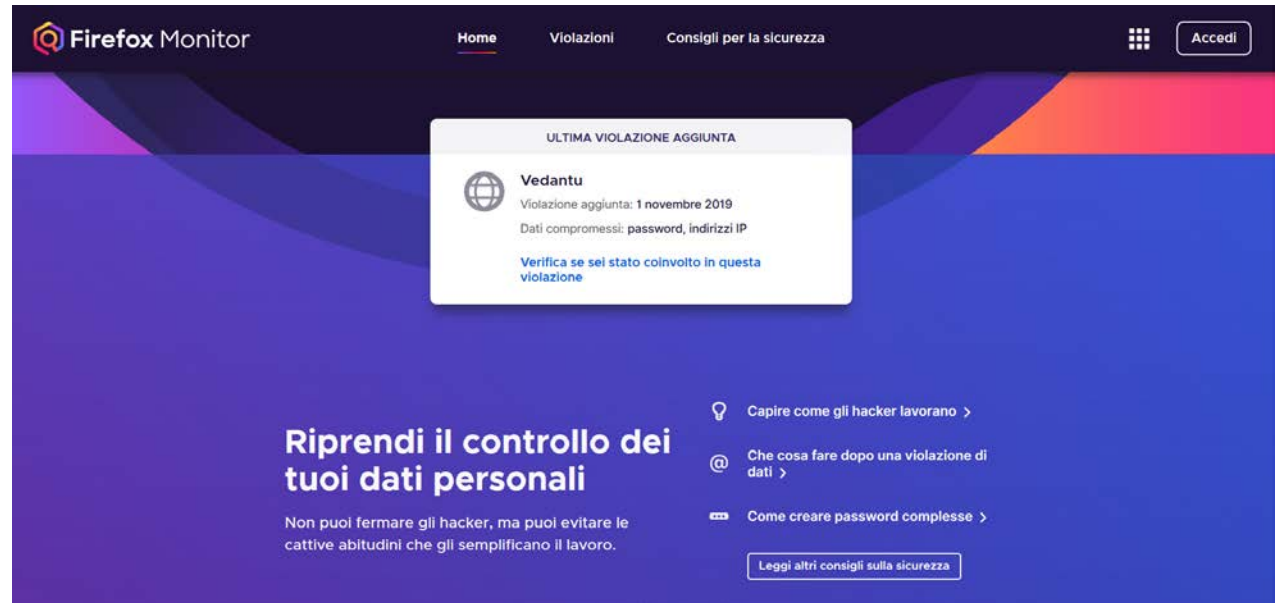 Firefox Monitor
Home
Violazioni
Consigli per la sicurezza
Accedi
ULTIMA VIOLAZIONE AGGIUNTA
Vedantu
Violazione aggiunta: 1 novembre 2019
Dati compromessi: password, indirizzi IP
Verifica se sei stato coinvolto in questa
violazione
Riprendi il controllo dei
tuoi dati personali
Non puoi fermare gli hacker, ma puoi evitare le
cattive abitudini che gli semplificano il lavoro.
Capire come gli hacker lavorano >
@
Che cosa fare dopo una violazione di
dati >
Come creare password complesse >
Leggi altri consigli sulla sicurezza